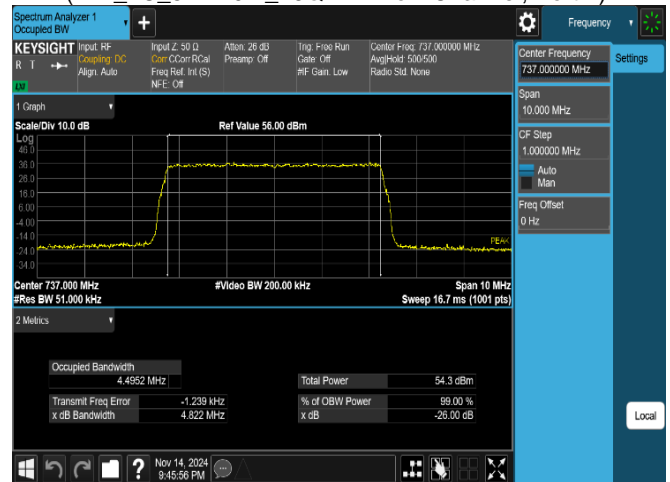 Spectrum Analyzer 1
Occupied BW
+
Frequency
KEYSIGHT
R T
LXI
Input: RF
Coupling: DC
Align: Auto
Input Z: 50 Ω
Corr CCorr RCal
Freq Ref: Int (S)
NFE: Off
Atten: 26 dB
Preamp: Off
Trig: Free Run
Gate: Off
#IF Gain: Low
Center Freq: 737.000000 MHz
Avg|Hold: 500/500
Radio Std: None
Center Frequency
737.000000 MHz
Settings
Span
10.000 MHz
CF Step
1.000000 MHz
Auto
Man
Freq Offset
0 Hz
Local
1 Graph
Scale/Div 10.0 dB
Ref Value 56.00 dBm
Log
46.0
36.0
26.0
16.0
6.00
-4.00
-14.0
-24.0
-34.0
PEAK
Center 737.000 MHz
#Video BW 200.00 kHz
Span 10 MHz
#Res BW 51.000 kHz
Sweep 16.7 ms (1001 pts)
2 Metrics
Occupied Bandwidth
4.4952 MHz
Total Power
54.3 dBm
Transmit Freq Error
-1.239 kHz
% of OBW Power
99.00 %
x dB Bandwidth
4.822 MHz
x dB
-26.00 dB
?
Nov 14, 2024
9:45:56 PM